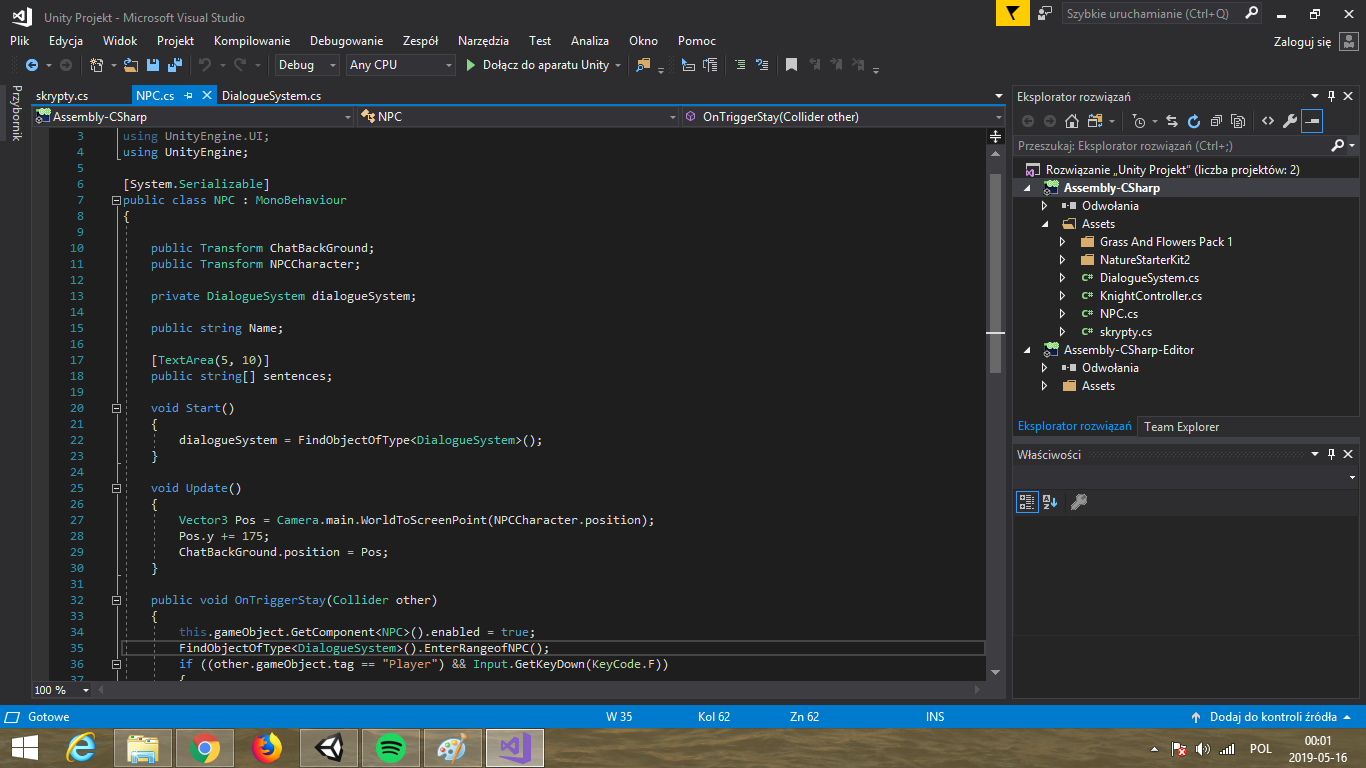 Unity Projekt - Microsoft Visual Studio
Szybkie uruchamianie (Ctrl+Q)
Plik Edycja Widok Projekt Kompilowanie Debugowanie Zespół Narzędzia Test Analiza Okno Pomoc
Zaloguj się
Debug Any CPU Dołącz do aparatu Unity
Przybornik
skrypty.cs NPC.cs DialogueSystem.cs
Assembly-CSharp NPC OnTriggerStay(Collider other)
3 using UnityEngine.UI;
4 using UnityEngine;
5
6 [System.Serializable]
7 public class NPC : MonoBehaviour
8 {
9
10 public Transform ChatBackGround;
11 public Transform NPCCharacter;
12
13 private DialogueSystem dialogueSystem;
14
15 public string Name;
16
17 [TextArea(5, 10)]
18 public string[] sentences;
19
20 void Start()
21 {
22 dialogueSystem = FindObjectOfType<DialogueSystem>();
23 }
24
25 void Update()
26 {
27 Vector3 Pos = Camera.main.WorldToScreenPoint(NPCCharacter.position);
28 Pos.y += 175;
29 ChatBackGround.position = Pos;
30 }
31
32 public void OnTriggerStay(Collider other)
33 {
34 this.gameObject.GetComponent<NPC>().enabled = true;
35 FindObjectOfType<DialogueSystem>().EnterRangeofNPC();
36 if ((other.gameObject.tag == "Player") && Input.GetKeyDown(KeyCode.F))
37 {
100 %
Eksplorator rozwiązań
Przeszukaj: Eksplorator rozwiązań (Ctrl+;)
Rozwiązanie „Unity Projekt” (liczba projektów: 2)
Assembly-CSharp
Odwołania
Assets
Grass And Flowers Pack 1
NatureStarterKit2
C# DialogueSystem.cs
C# KnightController.cs
C# NPC.cs
C# skrypty.cs
Assembly-CSharp-Editor
Odwołania
Assets
Eksplorator rozwiązań Team Explorer
Właściwości
Gotowe W 35 Kol 62 Zn 62 INS Dodaj do kontroli źródła
POL
00:01
2019-05-16